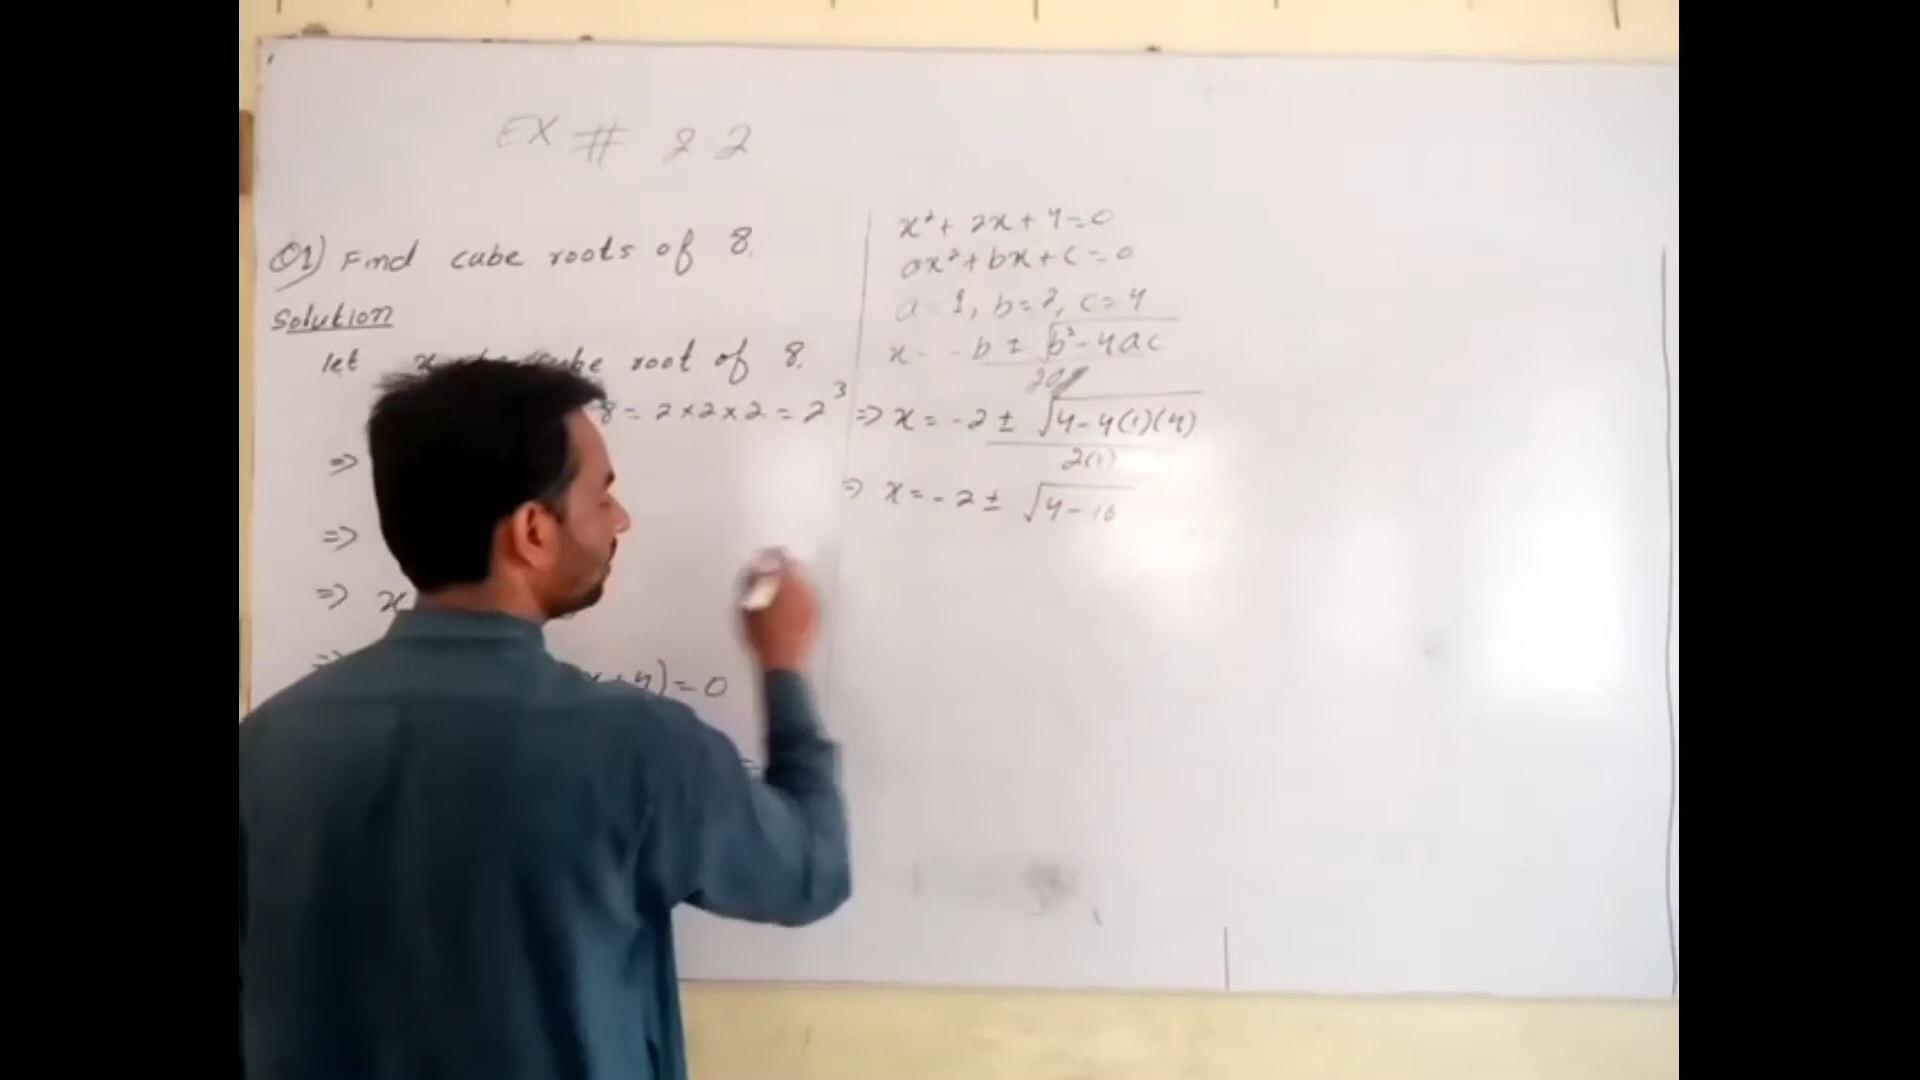 EX # 8 2
Q1) Find cube roots of 8.
Solution
let x be cube root of 8.
8 = 2×2×2 = 2³
⇒
⇒
⇒ x
⇒ x + 4) = 0
=
x² + 2x + 4 = 0
ax² + bx + c = 0
a = 1, b = 2, c = 4
x = -b ± √b² - 4ac
2a
⇒ x = -2 ± √4 - 4(1)(4)
2(1)
⇒ x = -2 ± √4 - 16